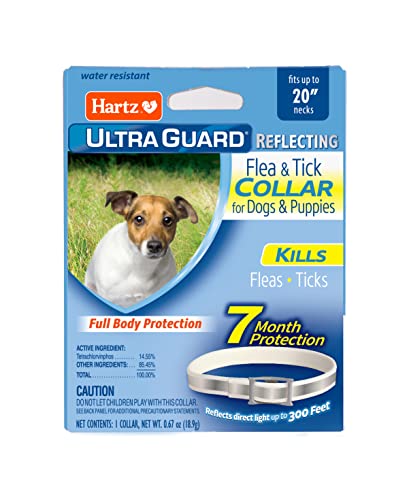 water resistant
Hartz
fits up to
20"
necks
ULTRA GUARD® REFLECTING
Flea & Tick
COLLAR
for Dogs & Puppies
KILLS
Fleas • Ticks
Full Body Protection
7 Month
Protection
ACTIVE INGREDIENT:
Tetrachlorvinphos ........... 14.55%
OTHER INGREDIENTS: ..... 85.45%
TOTAL ........................ 100.00%
CAUTION
DO NOT LET CHILDREN PLAY WITH THIS COLLAR.
SEE BACK PANEL FOR ADDITIONAL PRECAUTIONARY STATEMENTS.
NET CONTENTS: 1 COLLAR, NET WT. 0.67 oz (18.9g)
Reflects direct light up to 300 Feet